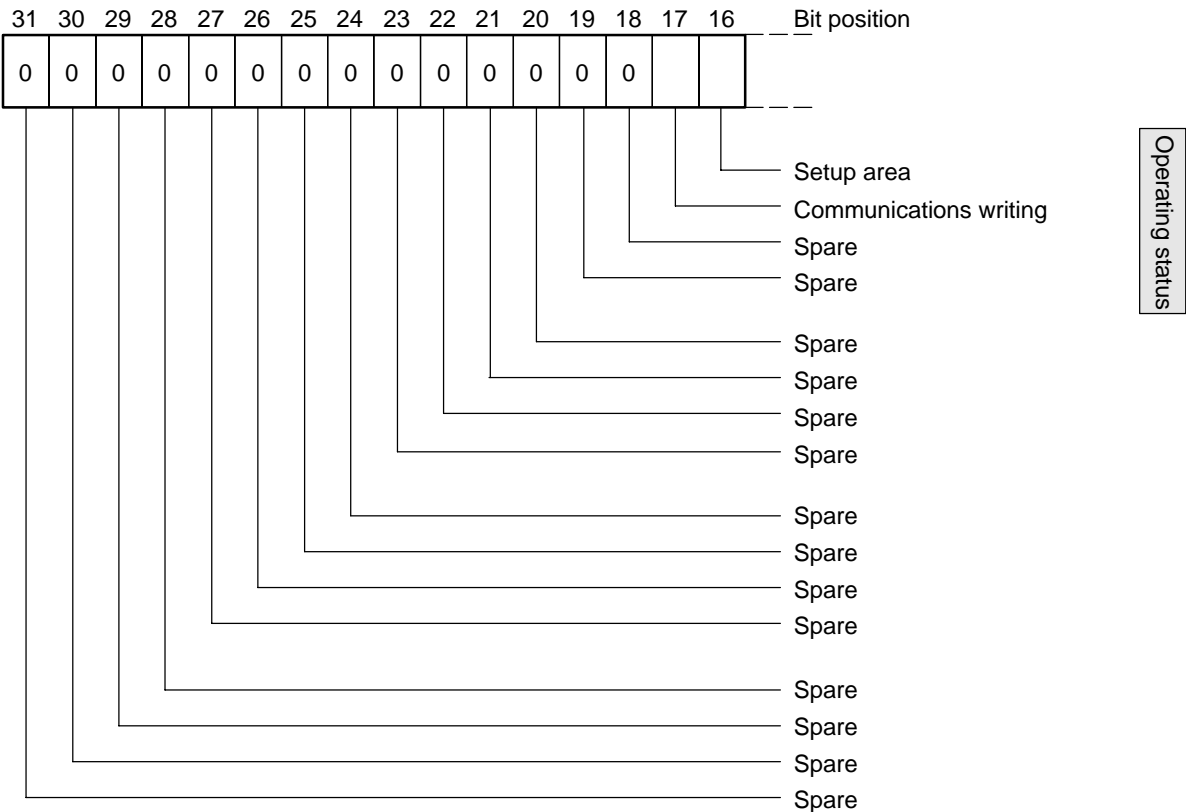 31 30 29 28 27 26 25 24 23 22 21 20 19 18 17 16 Bit position
0 0 0 0 0 0 0 0 0 0 0 0 0 0
Setup area
Communications writing
Spare
Spare
Spare
Spare
Spare
Spare
Spare
Spare
Spare
Spare
Spare
Spare
Spare
Spare
Operating status